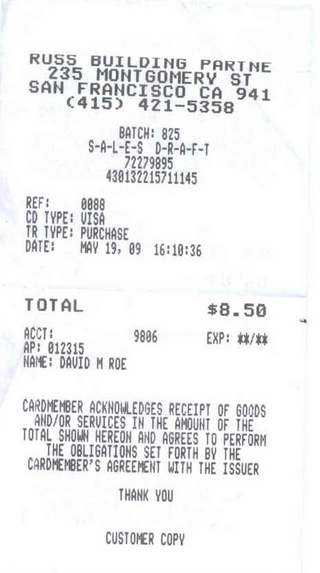 RUSS BUILDING PARTNE
235 MONTGOMERY ST
SAN FRANCISCO CA 941
(415) 421-5358
BATCH: 825
S-A-L-E-S D-R-A-F-T
72279895
430132215711145
REF: 0088
CD TYPE: VISA
TR TYPE: PURCHASE
DATE: MAY 19, 09 16:10:36
TOTAL $8.50
ACCT: 9806 EXP: **/**
AP: 012315
NAME: DAVID M ROE
CARDMEMBER ACKNOWLEDGES RECEIPT OF GOODS
AND/OR SERVICES IN THE AMOUNT OF THE
TOTAL SHOWN HEREON AND AGREES TO PERFORM
THE OBLIGATIONS SET FORTH BY THE
CARDMEMBER'S AGREEMENT WITH THE ISSUER
THANK YOU
CUSTOMER COPY